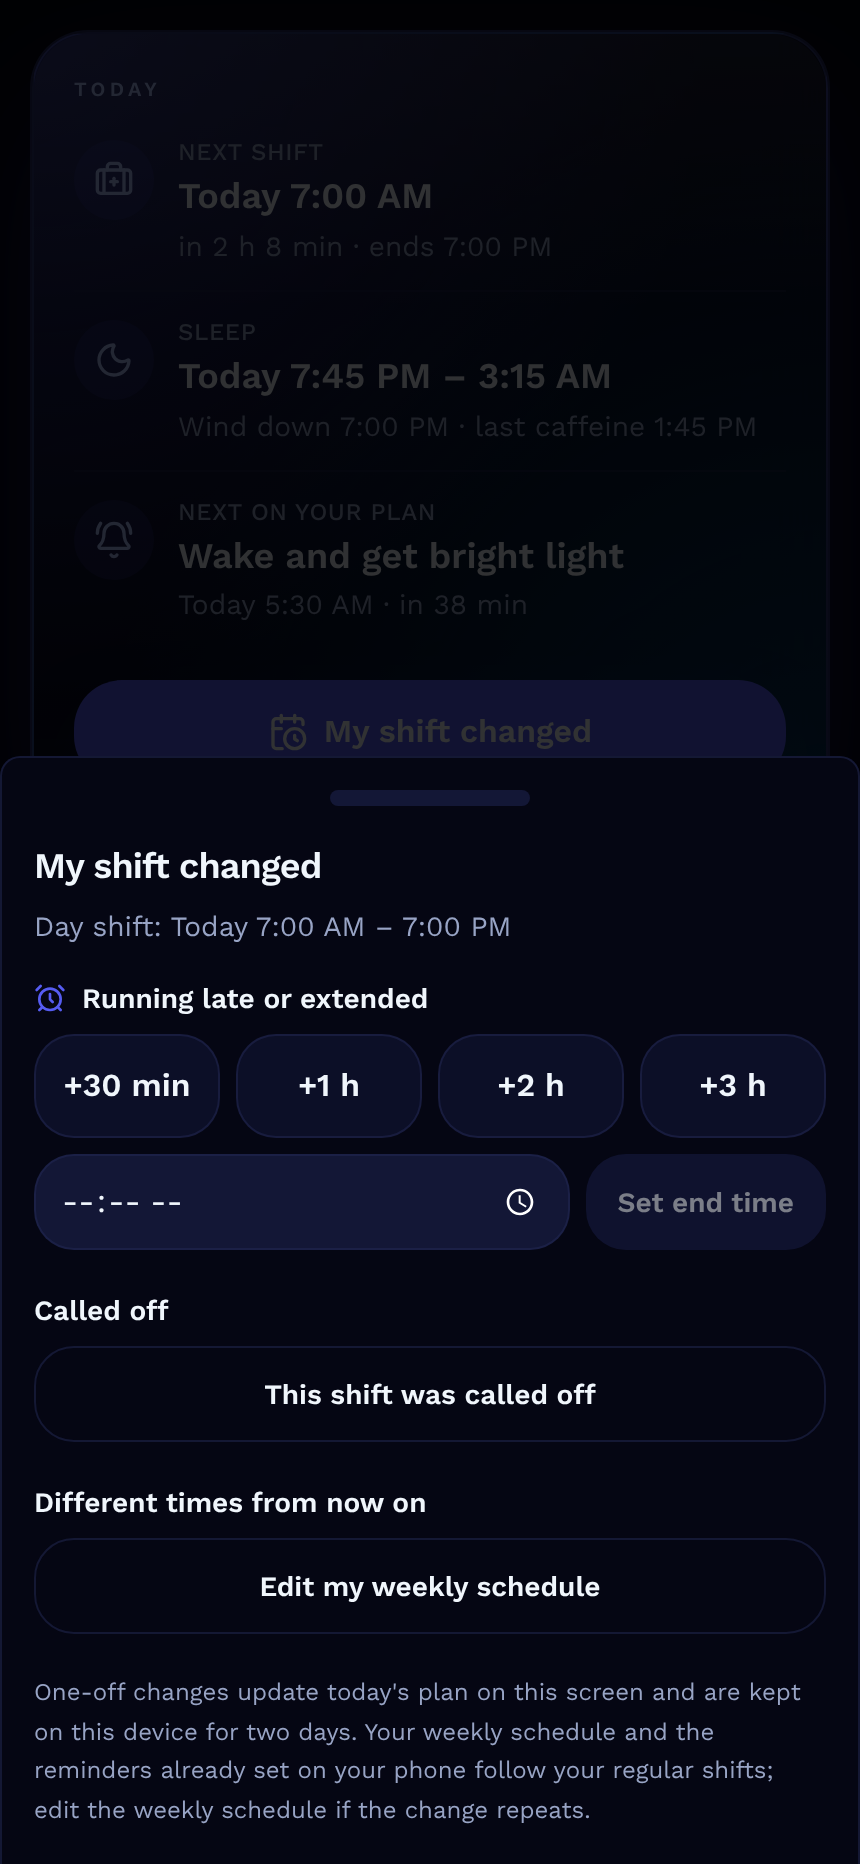 TODAY
NEXT SHIFT
Today 7:00 AM
in 2 h 8 min · ends 7:00 PM
SLEEP
Today 7:45 PM – 3:15 AM
Wind down 7:00 PM · last caffeine 1:45 PM
NEXT ON YOUR PLAN
Wake and get bright light
Today 5:30 AM · in 38 min
My shift changed
My shift changed
Day shift: Today 7:00 AM – 7:00 PM
Running late or extended
+30 min +1 h +2 h +3 h
--:-- -- Set end time
Called off
This shift was called off
Different times from now on
Edit my weekly schedule
One-off changes update today's plan on this screen and are kept
on this device for two days. Your weekly schedule and the
reminders already set on your phone follow your regular shifts;
edit the weekly schedule if the change repeats.